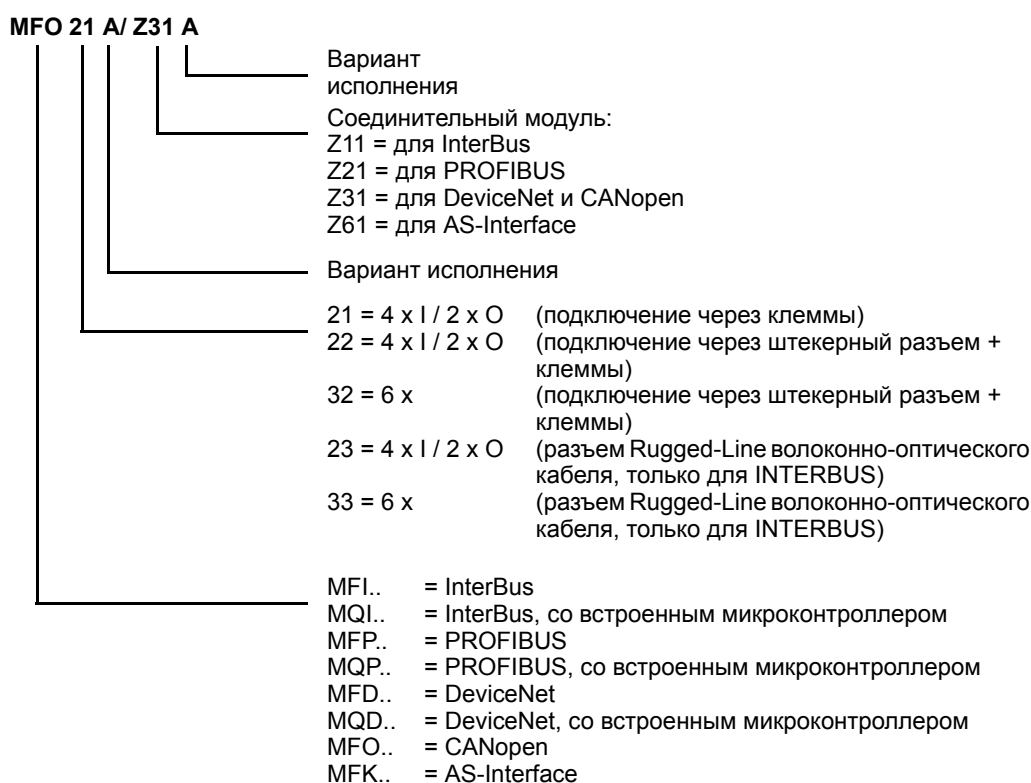 MFO 21 A/ Z31 A
Вариант
исполнения
Соединительный модуль:
Z11 = для InterBus
Z21 = для PROFIBUS
Z31 = для DeviceNet и CANopen
Z61 = для AS-Interface
Вариант исполнения
21 = 4 x I / 2 x O (подключение через клеммы)
22 = 4 x I / 2 x O (подключение через штекерный разъем +
клеммы)
32 = 6 x (подключение через штекерный разъем +
клеммы)
23 = 4 x I / 2 x O (разъем Rugged-Line волоконно-оптического
кабеля, только для INTERBUS)
33 = 6 x (разъем Rugged-Line волоконно-оптического
кабеля, только для INTERBUS)
MFI.. = InterBus
MQI.. = InterBus, со встроенным микроконтроллером
MFP.. = PROFIBUS
MQP.. = PROFIBUS, со встроенным микроконтроллером
MFD.. = DeviceNet
MQD.. = DeviceNet, со встроенным микроконтроллером
MFO.. = CANopen
MFK.. = AS-Interface